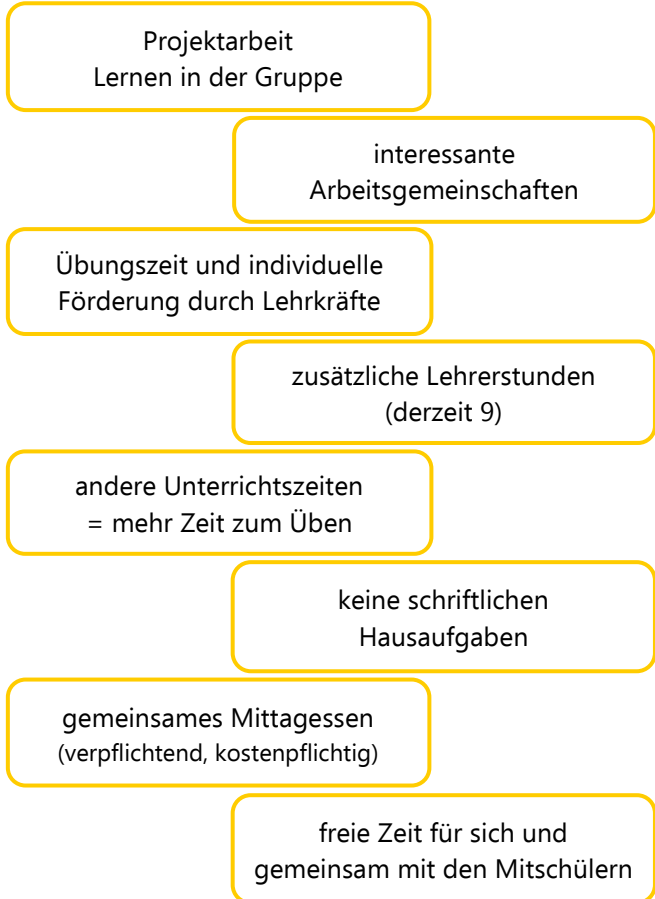 Projektarbeit
Lernen in der Gruppe
interessante
Arbeitsgemeinschaften
Übungszeit und individuelle
Förderung durch Lehrkräfte
zusätzliche Lehrerstunden
(derzeit 9)
andere Unterrichtszeiten
= mehr Zeit zum Üben
keine schriftlichen
Hausaufgaben
gemeinsames Mittagessen
(verpflichtend, kostenpflichtig)
freie Zeit für sich und
gemeinsam mit den Mitschülern